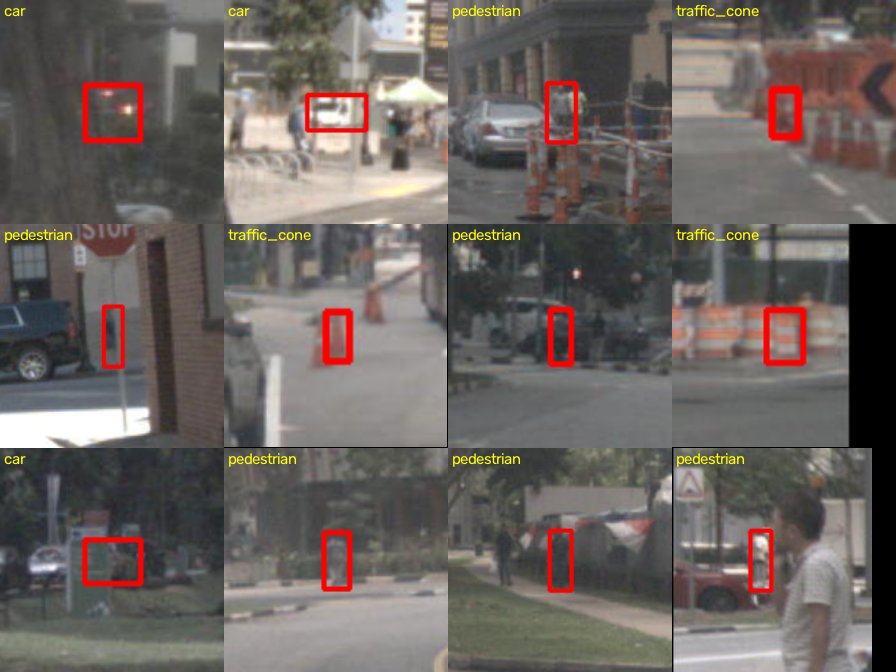 car
car
pedestrian
traffic_cone
pedestrian
STOP
traffic_cone
pedestrian
traffic_cone
car
pedestrian
pedestrian
pedestrian